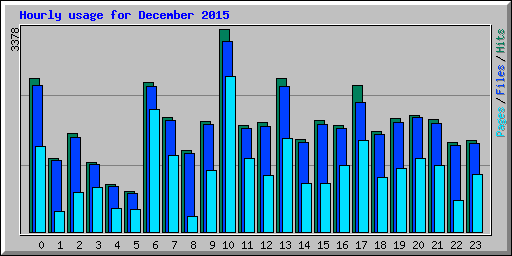 Hourly usage for December 2015
3378
Pages/Files/Hits
0 1 2 3 4 5 6 7 8 9 10 11 12 13 14 15 16 17 18 19 20 21 22 23